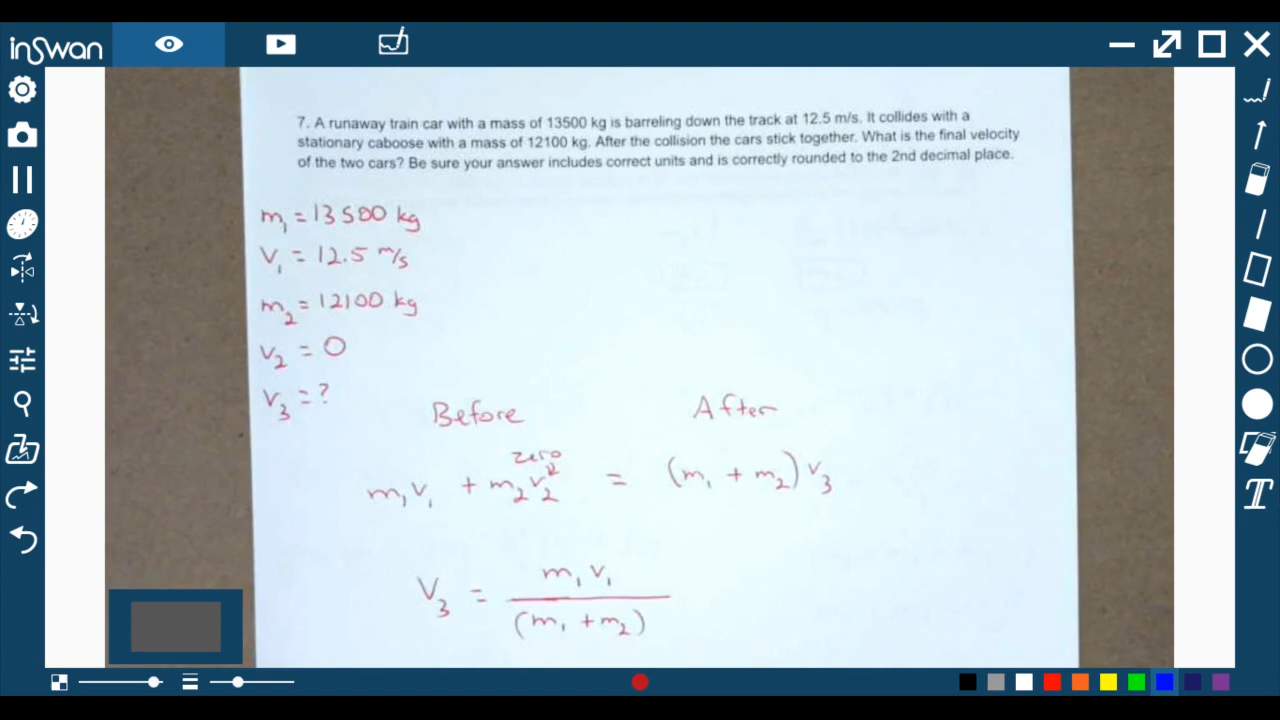 inSwan
7. A runaway train car with a mass of 13500 kg is barreling down the track at 12.5 m/s. It collides with a
stationary caboose with a mass of 12100 kg. After the collision the cars stick together. What is the final velocity
of the two cars? Be sure your answer includes correct units and is correctly rounded to the 2nd decimal place.
m₁ = 13500 kg
v₁ = 12.5 m/s
m₂ = 12100 kg
v₂ = 0
v₃ = ?
Before After
zero
m₁v₁ + m₂v₂ = (m₁ + m₂)v₃
v₃ = m₁v₁
(m₁ + m₂)
T